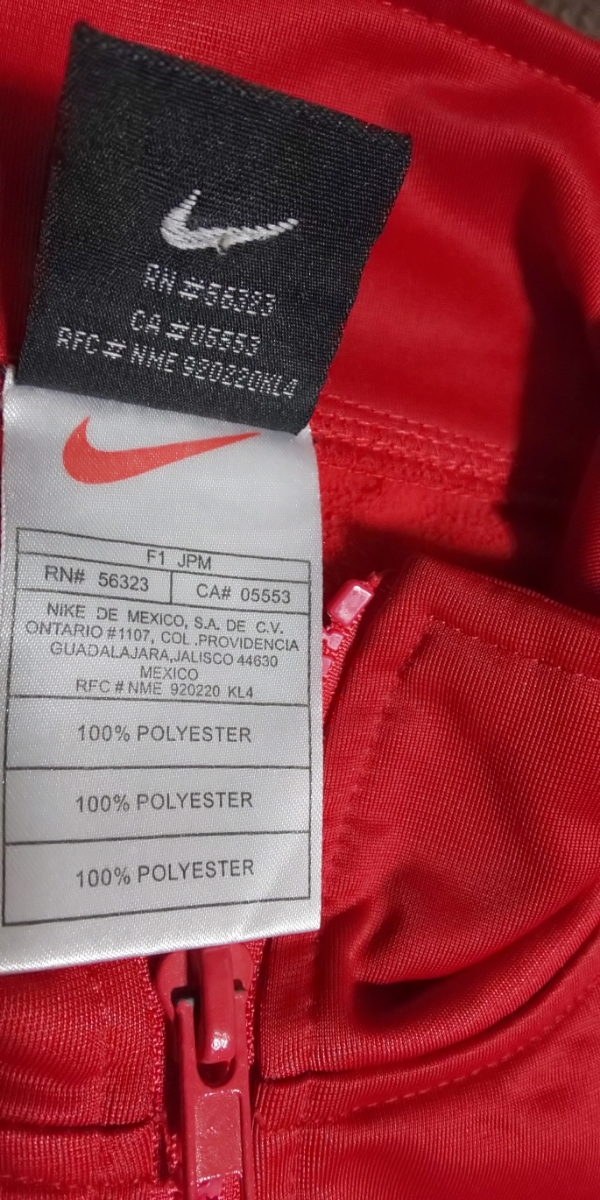 RN #56323
CA #05553
RFC # NME 920220KL4
F1 JPM
RN# 56323 CA# 05553
NIKE DE MEXICO, S.A. DE C.V.
ONTARIO #1107, COL .PROVIDENCIA
GUADALAJARA,JALISCO 44630
MEXICO
RFC # NME 920220 KL4
100% POLYESTER
100% POLYESTER
100% POLYESTER